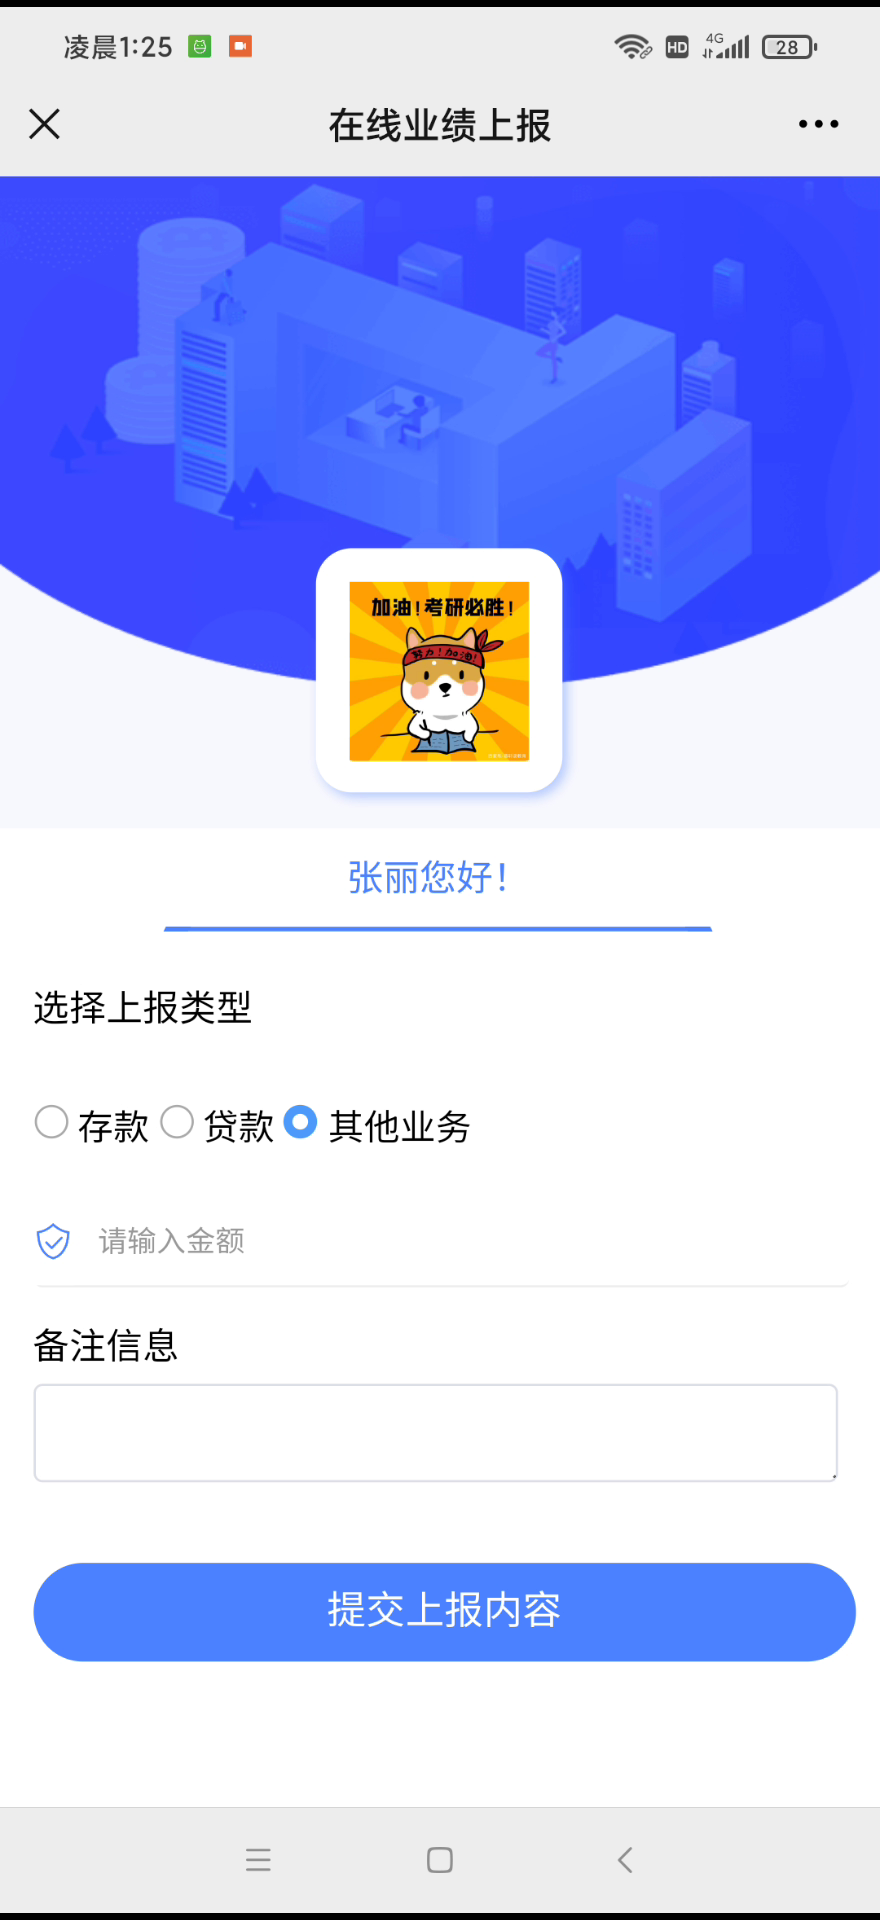 凌晨1:25
HD
4G
28
在线业绩上报
加油!考研必胜!
努力!加油!
张丽您好!
选择上报类型
存款 贷款 其他业务
请输入金额
备注信息
提交上报内容